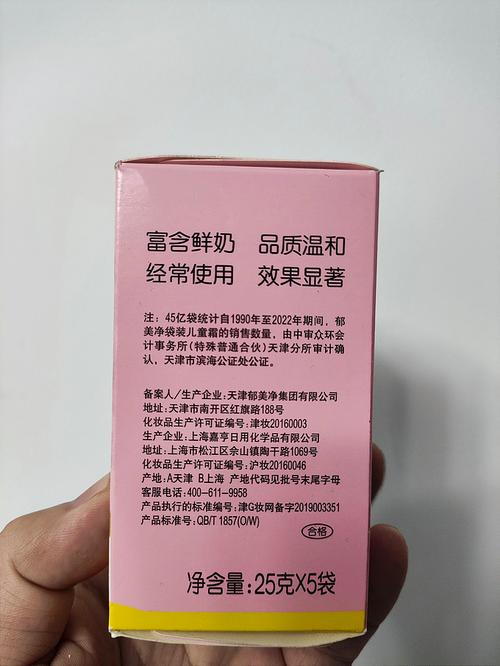 富含鲜奶 品质温和
经常使用 效果显著
注：45亿袋统计自1990年至2022年期间，郁
美净袋装儿童霜的销售数量，由中审众环会
计事务所（特殊普通合伙）天津分所审计确
认，天津市滨海公证处公证。
备案人/生产企业：天津郁美净集团有限公司
地址：天津市南开区红旗路188号
化妆品生产许可证编号：津妆20160003
生产企业：上海嘉亨日用化学品有限公司
地址：上海市松江区佘山镇陶干路1069号
化妆品生产许可证编号：沪妆20160046
产地：A天津 B上海 产地代码见批号末尾字母
客服电话：400-611-9958
产品执行的标准编号：津G妆网备字2019003351
产品标准号：QB/T 1857(O/W)
合格
净含量：25克X5袋